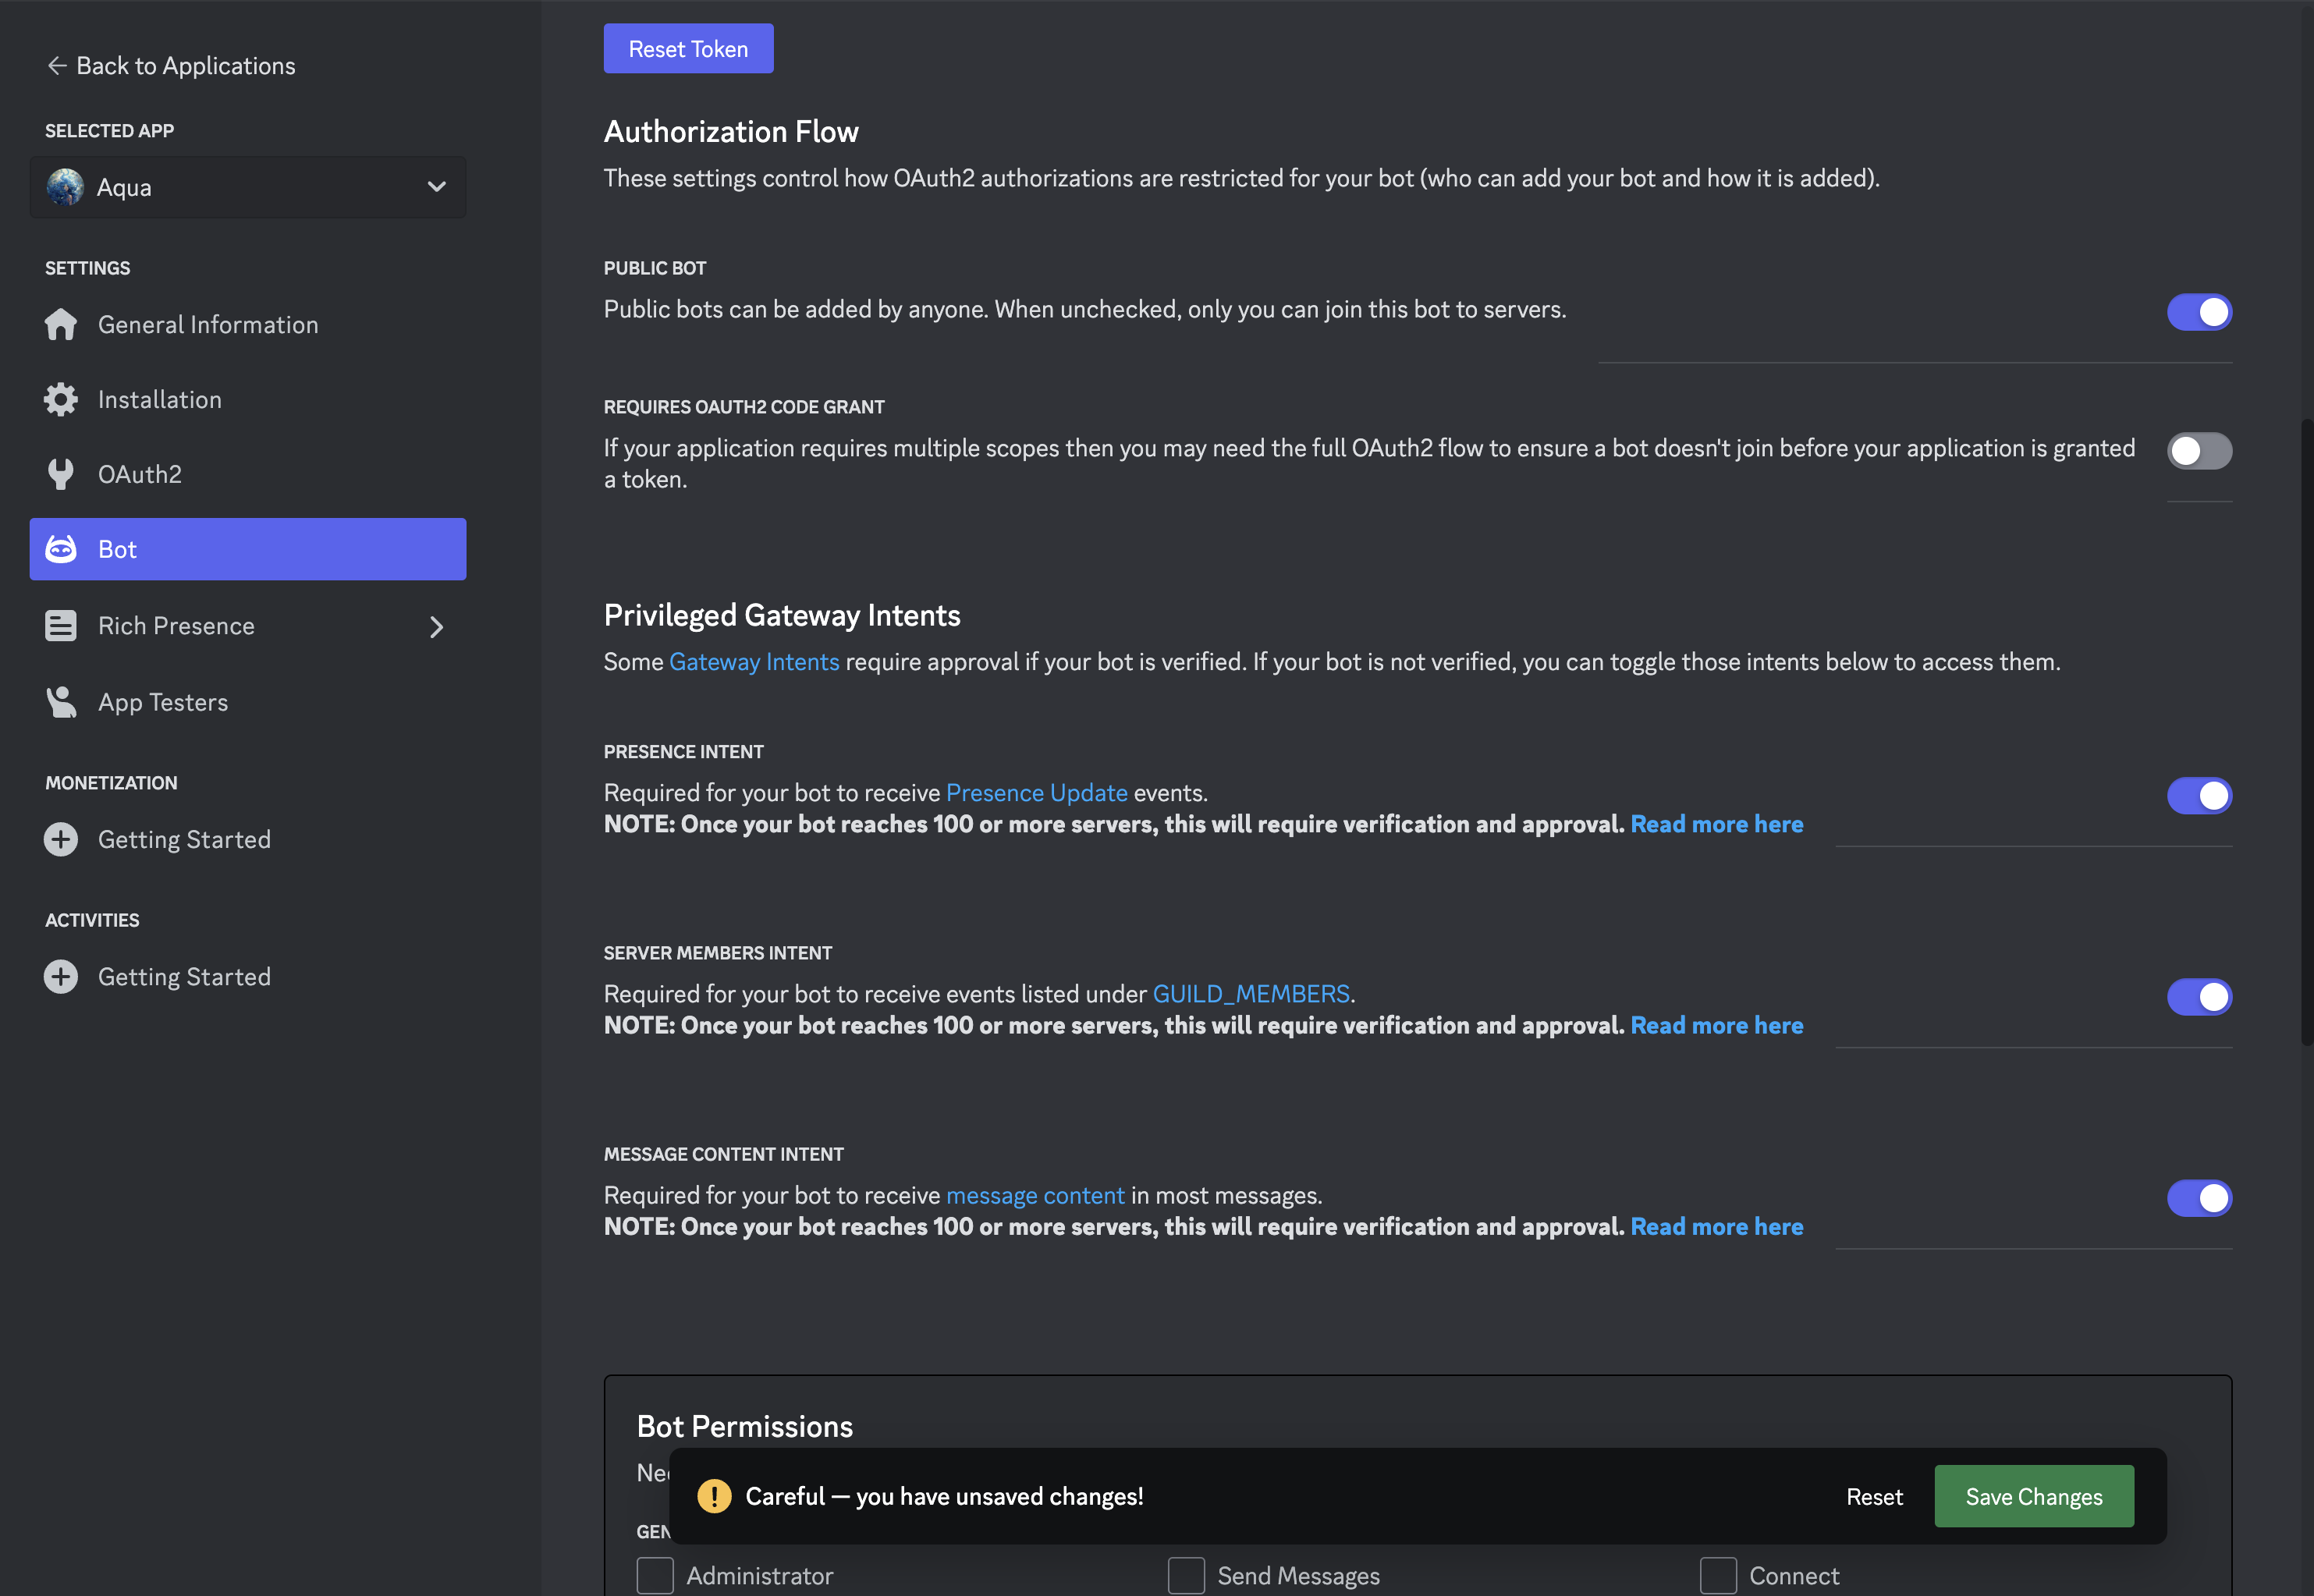 Back to Applications
SELECTED APP
Aqua
SETTINGS
General Information
Installation
OAuth2
Bot
Rich Presence
App Testers
MONETIZATION
Getting Started
ACTIVITIES
Getting Started
Reset Token
Authorization Flow
These settings control how OAuth2 authorizations are restricted for your bot (who can add your bot and how it is added).
PUBLIC BOT
Public bots can be added by anyone. When unchecked, only you can join this bot to servers.
REQUIRES OAUTH2 CODE GRANT
If your application requires multiple scopes then you may need the full OAuth2 flow to ensure a bot doesn't join before your application is granted
a token.
Privileged Gateway Intents
Some Gateway Intents require approval if your bot is verified. If your bot is not verified, you can toggle those intents below to access them.
PRESENCE INTENT
Required for your bot to receive Presence Update events.
NOTE: Once your bot reaches 100 or more servers, this will require verification and approval. Read more here
SERVER MEMBERS INTENT
Required for your bot to receive events listed under GUILD_MEMBERS.
NOTE: Once your bot reaches 100 or more servers, this will require verification and approval. Read more here
MESSAGE CONTENT INTENT
Required for your bot to receive message content in most messages.
NOTE: Once your bot reaches 100 or more servers, this will require verification and approval. Read more here
Bot Permissions
Careful — you have unsaved changes!
Reset
Save Changes
Administrator
Send Messages
Connect